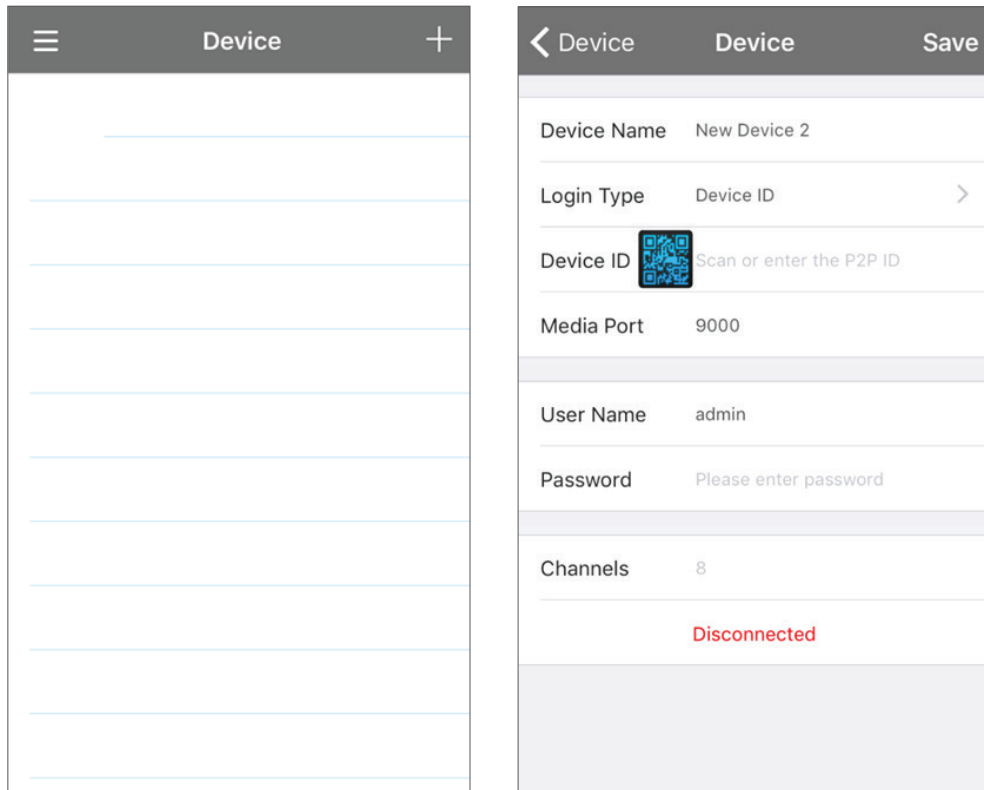 Device
Device Device Save
Device Name New Device 2
Login Type Device ID
Device ID Scan or enter the P2P ID
Media Port 9000
User Name admin
Password Please enter password
Channels 8
Disconnected